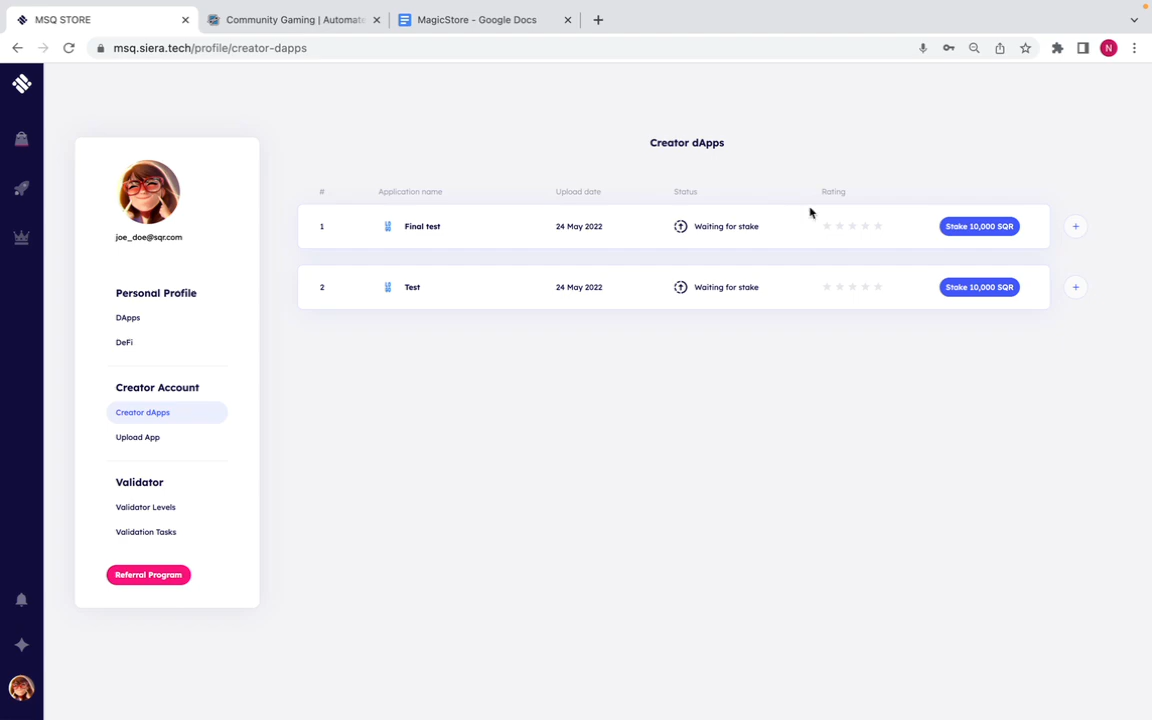 MSQ STORE
Community Gaming | Automate
MagicStore - Google Docs
msq.siera.tech/profile/creator-dapps
N
joe_doe@sqr.com
Personal Profile
DApps
DeFi
Creator Account
Creator dApps
Upload App
Validator
Validator Levels
Validation Tasks
Referral Program
Creator dApps
# Application name Upload date Status Rating
1 Final test 24 May 2022 Waiting for stake Stake 10,000 SQR +
2 Test 24 May 2022 Waiting for stake Stake 10,000 SQR +